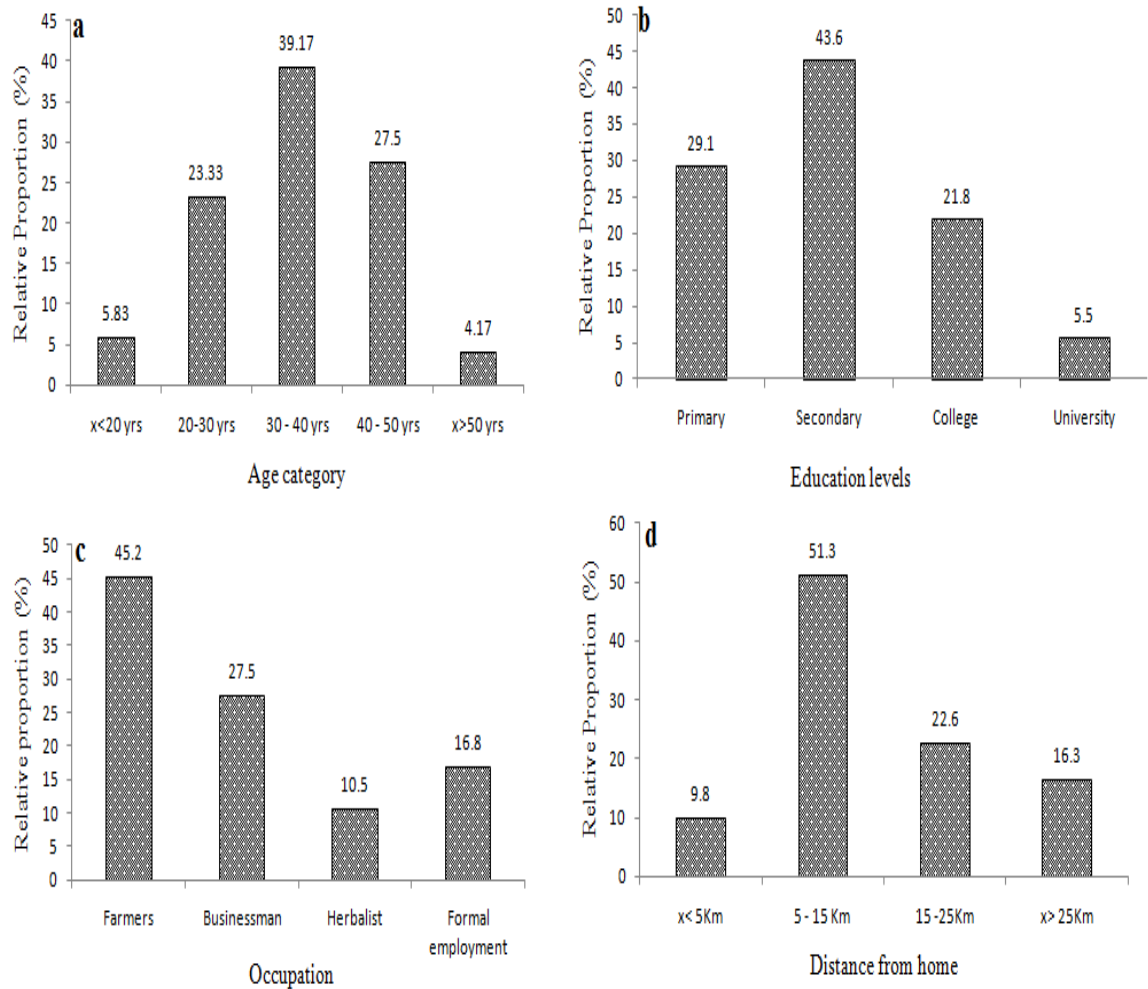 a
Relative Proportion (%)
45
40
35
30
25
20
15
10
5
0
5.83
23.33
39.17
27.5
4.17
x<20 yrs
20-30 yrs
30 - 40 yrs
40 - 50 yrs
x>50 yrs
Age category
b
Relative Proportion (%)
50
45
40
35
30
25
20
15
10
5
0
29.1
43.6
21.8
5.5
Primary
Secondary
College
University
Education levels
c
Relative proportion (%)
50
45
40
35
30
25
20
15
10
5
0
45.2
27.5
10.5
16.8
Farmers
Businessman
Herbalist
Formal
employment
Occupation
d
Relative Proportion (%)
60
50
40
30
20
10
0
9.8
51.3
22.6
16.3
x< 5Km
5 - 15 Km
15 -25Km
x> 25Km
Distance from home